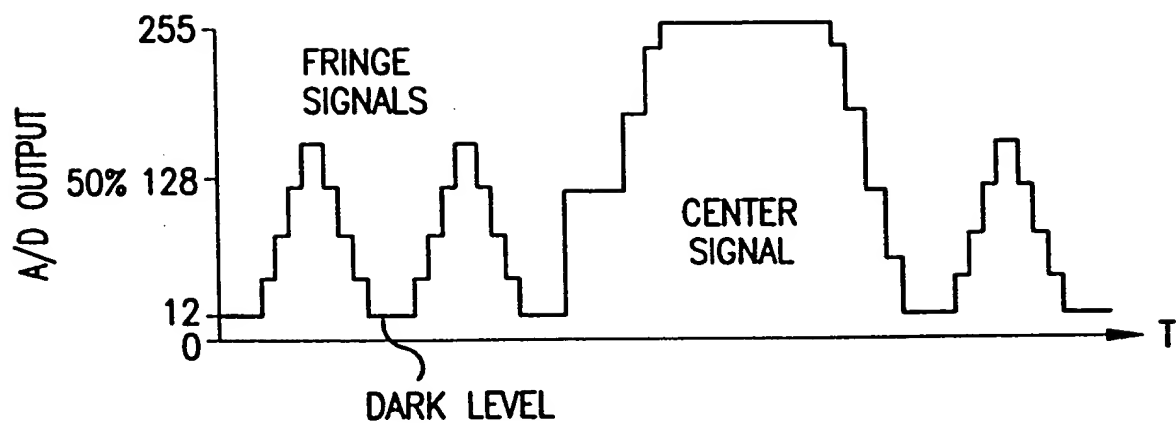 255
FRINGE
SIGNALS
A/D OUTPUT
50% 128
CENTER
SIGNAL
12
0
T
DARK LEVEL